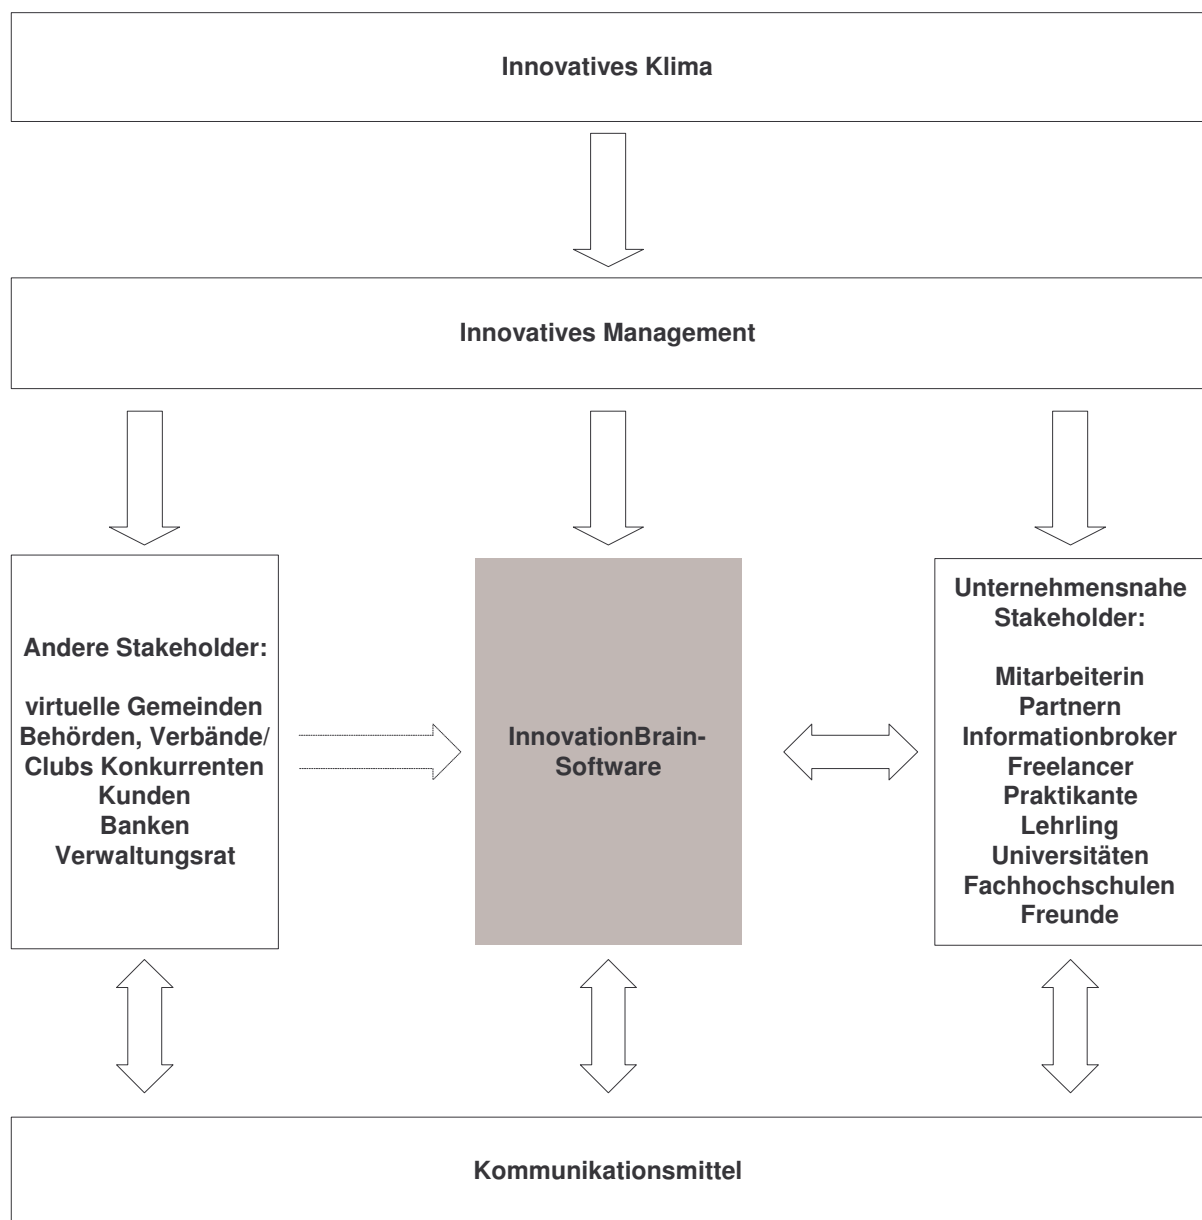 Innovatives Klima
Innovatives Management
Andere Stakeholder:
virtuelle Gemeinden
Behörden, Verbände/
Clubs Konkurrenten
Kunden
Banken
Verwaltungsrat
InnovationBrain-
Software
Unternehmensnahe
Stakeholder:
Mitarbeiterin
Partnern
Informationbroker
Freelancer
Praktikante
Lehrling
Universitäten
Fachhochschulen
Freunde
Kommunikationsmittel